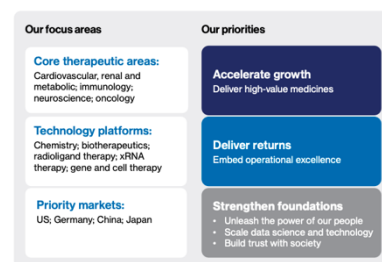 Our focus areas
Core therapeutic areas:
Cardiovascular, renal and
metabolic; immunology;
neuroscience; oncology
Technology platforms:
Chemistry; biotherapeutics;
radioligand therapy; xRNA
therapy; gene and cell therapy
Priority markets:
US; Germany; China; Japan
Our priorities
Accelerate growth
Deliver high-value medicines
Deliver returns
Embed operational excellence
Strengthen foundations
• Unleash the power of our people
• Scale data science and technology
• Build trust with society